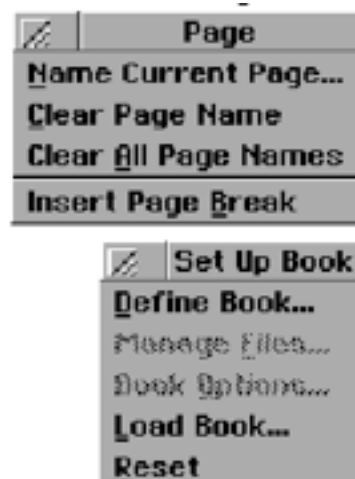 Page
Name Current Page...
Clear Page Name
Clear All Page Names
Insert Page Break
Set Up Book
Define Book...
Manage Files...
Book Options...
Load Book...
Reset